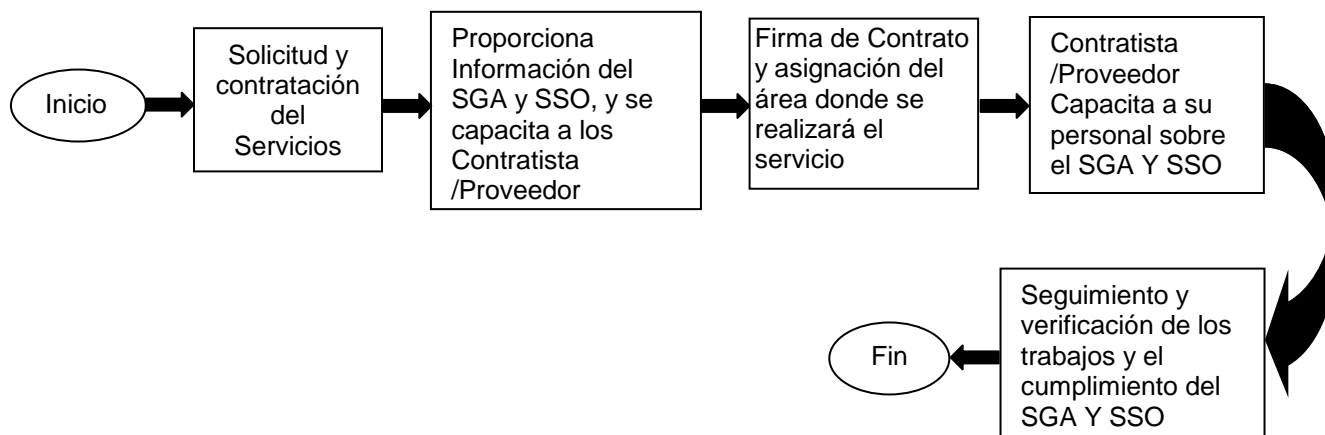 Inicio
Solicitud y
contratación
del
Servicios
Proporciona
Información del
SGA y SSO, y se
capacita a los
Contratista
/Proveedor
Firma de Contrato
y asignación del
área donde se
realizará el
servicio
Contratista
/Proveedor
Capacita a su
personal sobre
el SGA Y SSO
Seguimiento y
verificación de los
trabajos y el
cumplimiento del
SGA Y SSO
Fin